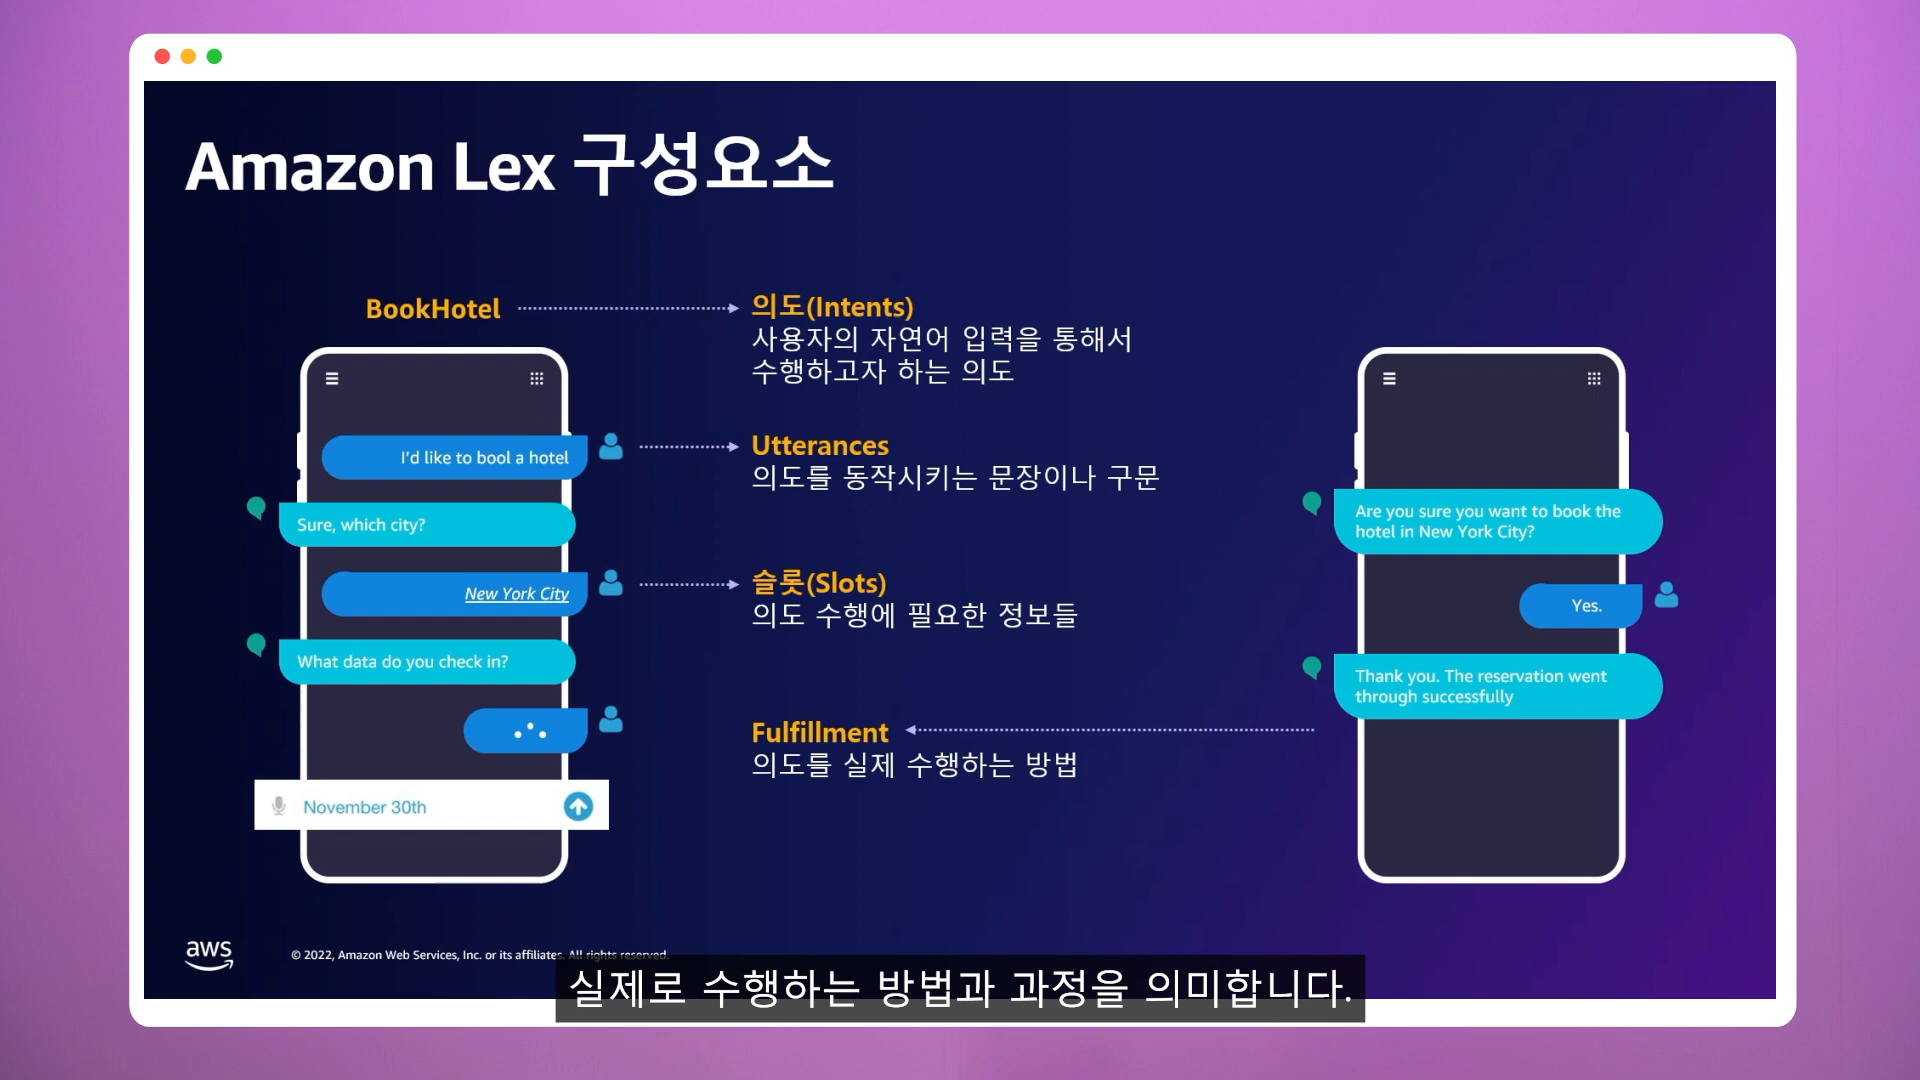 Amazon Lex 구성요소
BookHotel
의도(Intents)
사용자의 자연어 입력을 통해서
수행하고자 하는 의도
I'd like to bool a hotel
Utterances
의도를 동작시키는 문장이나 구문
Sure, which city?
New York City
슬롯(Slots)
의도 수행에 필요한 정보들
What data do you check in?
November 30th
Fulfillment
의도를 실제 수행하는 방법
Are you sure you want to book the
hotel in New York City?
Yes.
Thank you. The reservation went
through successfully
aws
© 2022, Amazon Web Services, Inc. or its affiliates. All rights reserved.
실제로 수행하는 방법과 과정을 의미합니다.